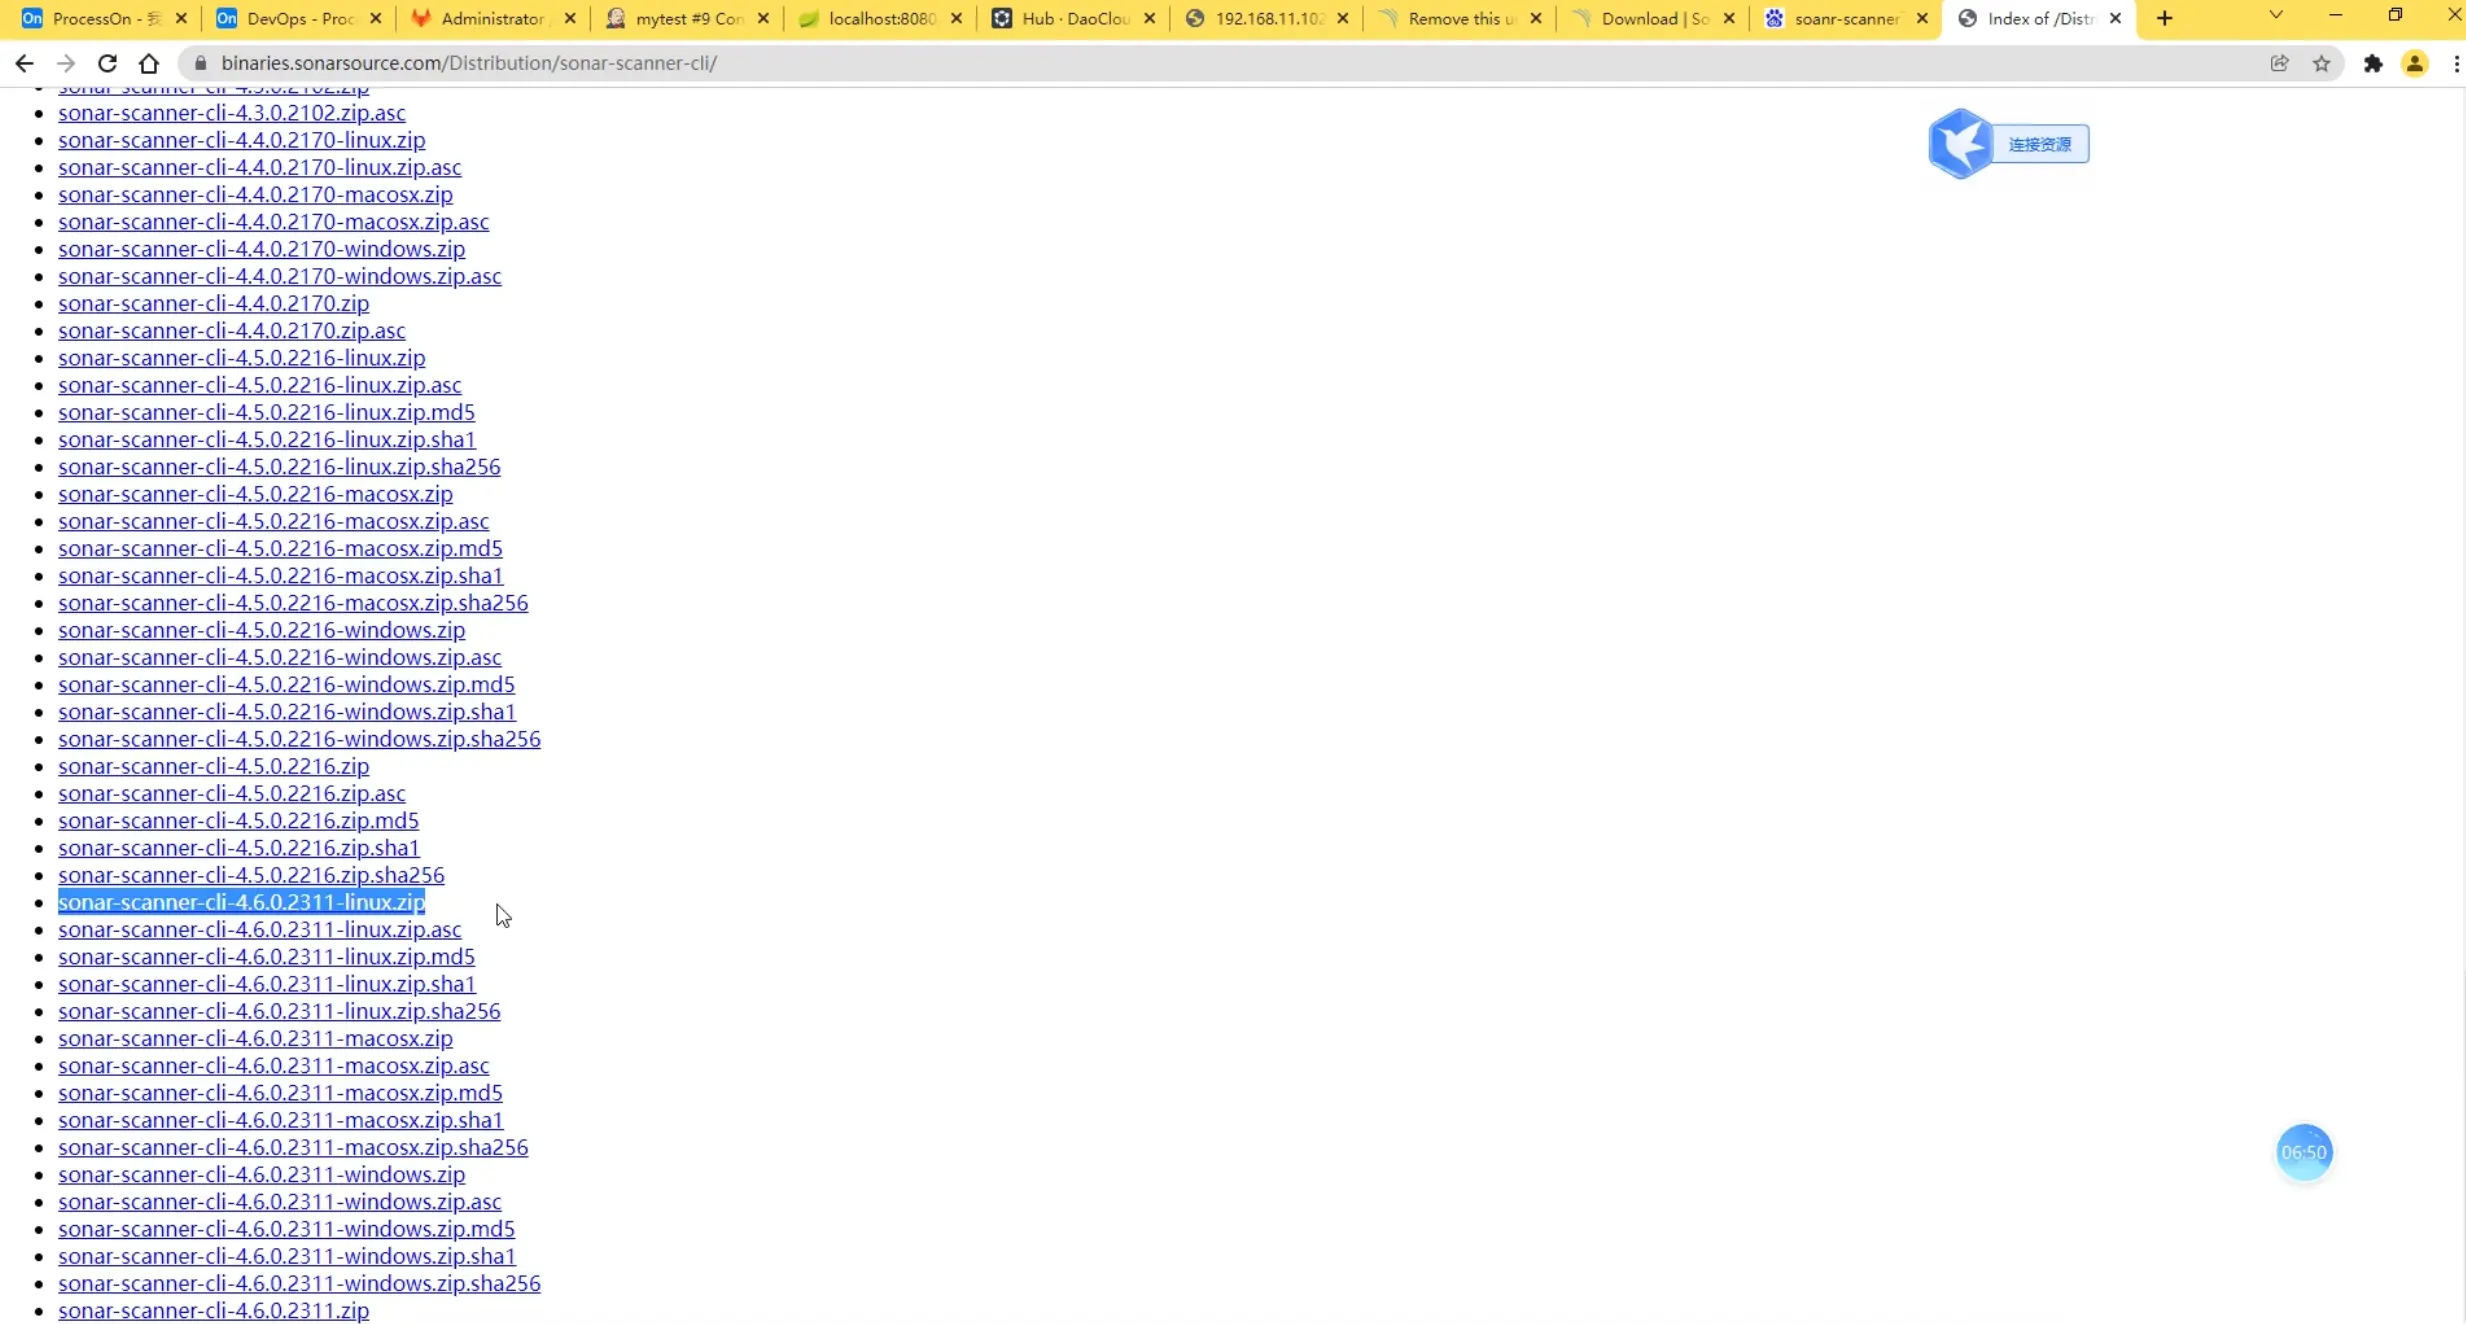 ProcessOn - 我
DevOps - Proc
Administrator
mytest #9 Con
localhost:8080
Hub · DaoClou
192.168.11.102
Remove this u
Download | So
soanr-scanner
Index of /Distr
binaries.sonarsource.com/Distribution/sonar-scanner-cli/
sonar-scanner-cli-4.3.0.2102.zip
sonar-scanner-cli-4.3.0.2102.zip.asc
sonar-scanner-cli-4.4.0.2170-linux.zip
sonar-scanner-cli-4.4.0.2170-linux.zip.asc
sonar-scanner-cli-4.4.0.2170-macosx.zip
sonar-scanner-cli-4.4.0.2170-macosx.zip.asc
sonar-scanner-cli-4.4.0.2170-windows.zip
sonar-scanner-cli-4.4.0.2170-windows.zip.asc
sonar-scanner-cli-4.4.0.2170.zip
sonar-scanner-cli-4.4.0.2170.zip.asc
sonar-scanner-cli-4.5.0.2216-linux.zip
sonar-scanner-cli-4.5.0.2216-linux.zip.asc
sonar-scanner-cli-4.5.0.2216-linux.zip.md5
sonar-scanner-cli-4.5.0.2216-linux.zip.sha1
sonar-scanner-cli-4.5.0.2216-linux.zip.sha256
sonar-scanner-cli-4.5.0.2216-macosx.zip
sonar-scanner-cli-4.5.0.2216-macosx.zip.asc
sonar-scanner-cli-4.5.0.2216-macosx.zip.md5
sonar-scanner-cli-4.5.0.2216-macosx.zip.sha1
sonar-scanner-cli-4.5.0.2216-macosx.zip.sha256
sonar-scanner-cli-4.5.0.2216-windows.zip
sonar-scanner-cli-4.5.0.2216-windows.zip.asc
sonar-scanner-cli-4.5.0.2216-windows.zip.md5
sonar-scanner-cli-4.5.0.2216-windows.zip.sha1
sonar-scanner-cli-4.5.0.2216-windows.zip.sha256
sonar-scanner-cli-4.5.0.2216.zip
sonar-scanner-cli-4.5.0.2216.zip.asc
sonar-scanner-cli-4.5.0.2216.zip.md5
sonar-scanner-cli-4.5.0.2216.zip.sha1
sonar-scanner-cli-4.5.0.2216.zip.sha256
sonar-scanner-cli-4.6.0.2311-linux.zip
sonar-scanner-cli-4.6.0.2311-linux.zip.asc
sonar-scanner-cli-4.6.0.2311-linux.zip.md5
sonar-scanner-cli-4.6.0.2311-linux.zip.sha1
sonar-scanner-cli-4.6.0.2311-linux.zip.sha256
sonar-scanner-cli-4.6.0.2311-macosx.zip
sonar-scanner-cli-4.6.0.2311-macosx.zip.asc
sonar-scanner-cli-4.6.0.2311-macosx.zip.md5
sonar-scanner-cli-4.6.0.2311-macosx.zip.sha1
sonar-scanner-cli-4.6.0.2311-macosx.zip.sha256
sonar-scanner-cli-4.6.0.2311-windows.zip
sonar-scanner-cli-4.6.0.2311-windows.zip.asc
sonar-scanner-cli-4.6.0.2311-windows.zip.md5
sonar-scanner-cli-4.6.0.2311-windows.zip.sha1
sonar-scanner-cli-4.6.0.2311-windows.zip.sha256
sonar-scanner-cli-4.6.0.2311.zip
连接资源
06:50